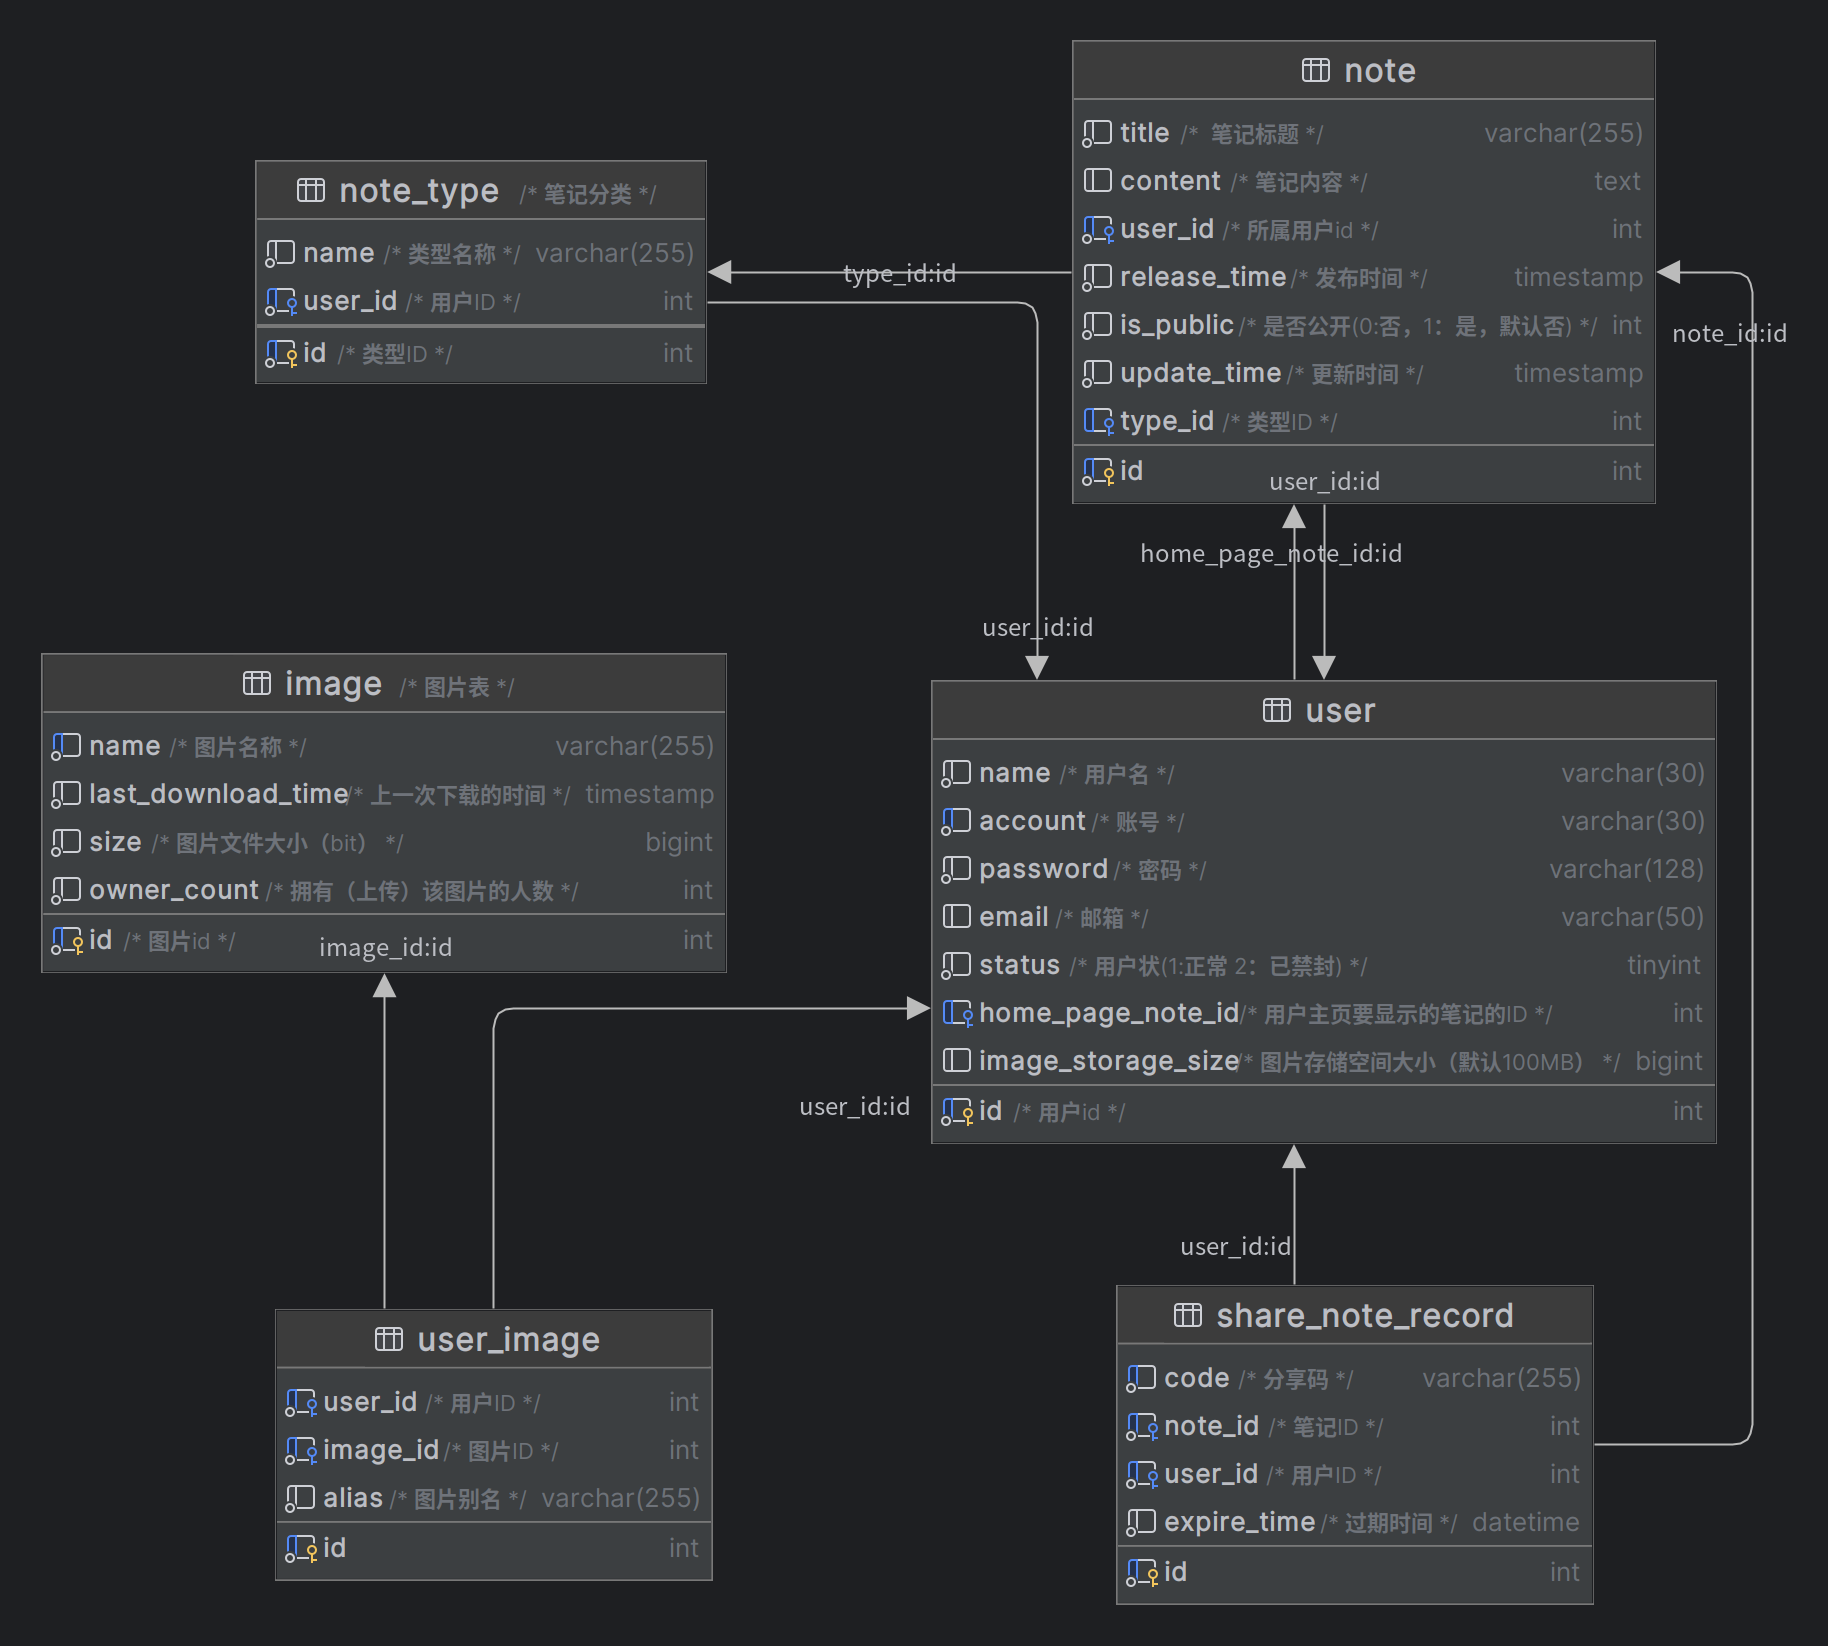 note
title /* 笔记标题 */ varchar(255)
content /* 笔记内容 */ text
user_id /* 所属用户id */ int
release_time /* 发布时间 */ timestamp
is_public /* 是否公开(0:否，1：是，默认否) */ int
update_time /* 更新时间 */ timestamp
type_id /* 类型ID */ int
id int
note_type /* 笔记分类 */
name /* 类型名称 */ varchar(255)
user_id /* 用户ID */ int
id /* 类型ID */ int
type_id:id
note_id:id
user_id:id
home_page_note_id:id
user_id:id
image /* 图片表 */
name /* 图片名称 */ varchar(255)
last_download_time /* 上一次下载的时间 */ timestamp
size /* 图片文件大小（bit） */ bigint
owner_count /* 拥有（上传）该图片的人数 */ int
id /* 图片id */ int
image_id:id
user
name /* 用户名 */ varchar(30)
account /* 账号 */ varchar(30)
password /* 密码 */ varchar(128)
email /* 邮箱 */ varchar(50)
status /* 用户状(1:正常 2：已禁封) */ tinyint
home_page_note_id /* 用户主页要显示的笔记的ID */ int
image_storage_size /* 图片存储空间大小（默认100MB） */ bigint
id /* 用户id */ int
user_id:id
user_id:id
user_image
user_id /* 用户ID */ int
image_id /* 图片ID */ int
alias /* 图片别名 */ varchar(255)
id int
share_note_record
code /* 分享码 */ varchar(255)
note_id /* 笔记ID */ int
user_id /* 用户ID */ int
expire_time /* 过期时间 */ datetime
id int